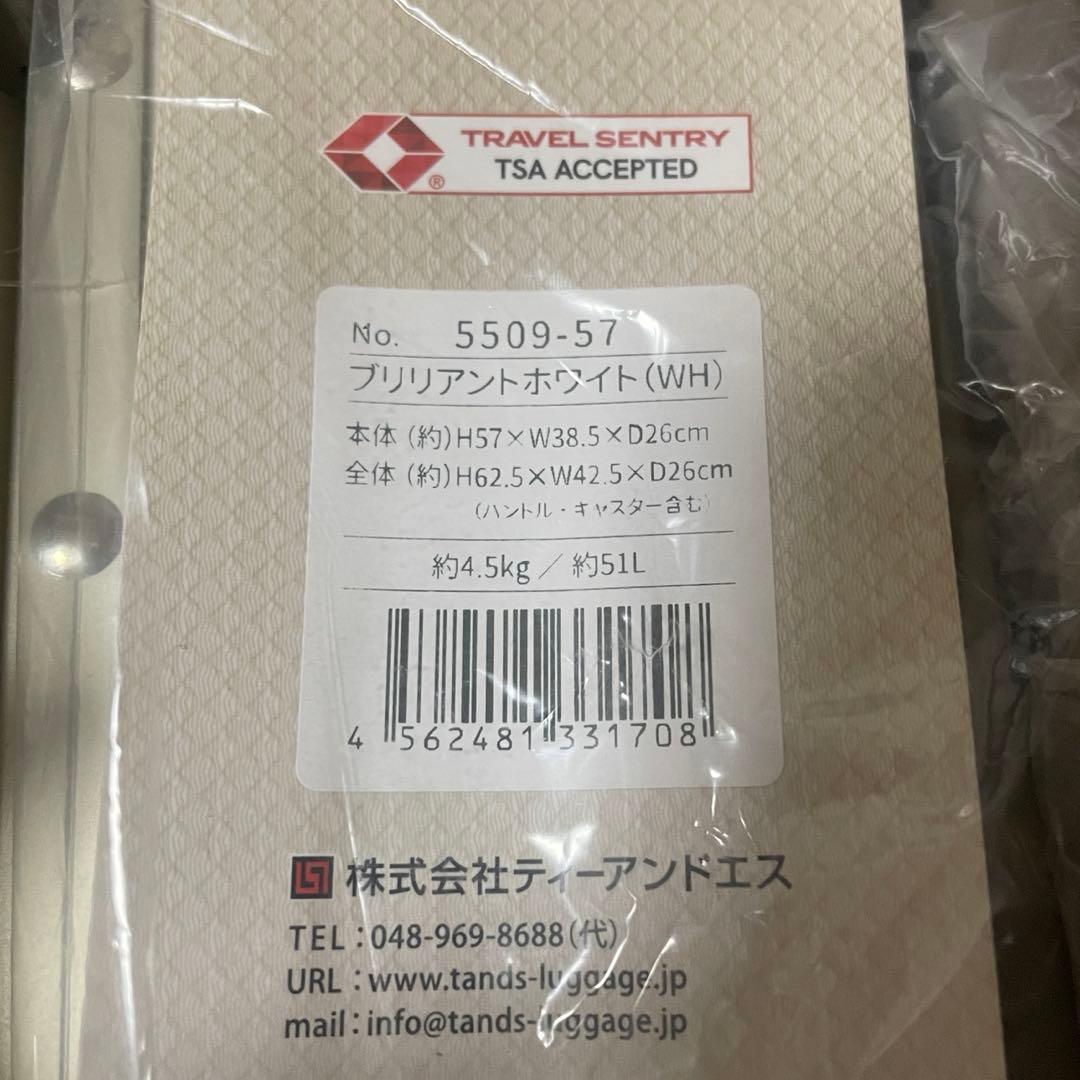 TRAVEL SENTRY
®
TSA ACCEPTED
No. 5509-57
ブリリアントホワイト(WH)
本体 (約)H57×W38.5×D26cm
全体 (約)H62.5×W42.5×D26cm
(ハンドル・キャスター含む)
約4.5kg / 約51L
4 562481 331708
株式会社ティーアンドエス
TEL:048-969-8688(代)
URL:www.tands-luggage.jp
mail:info@tands-luggage.jp